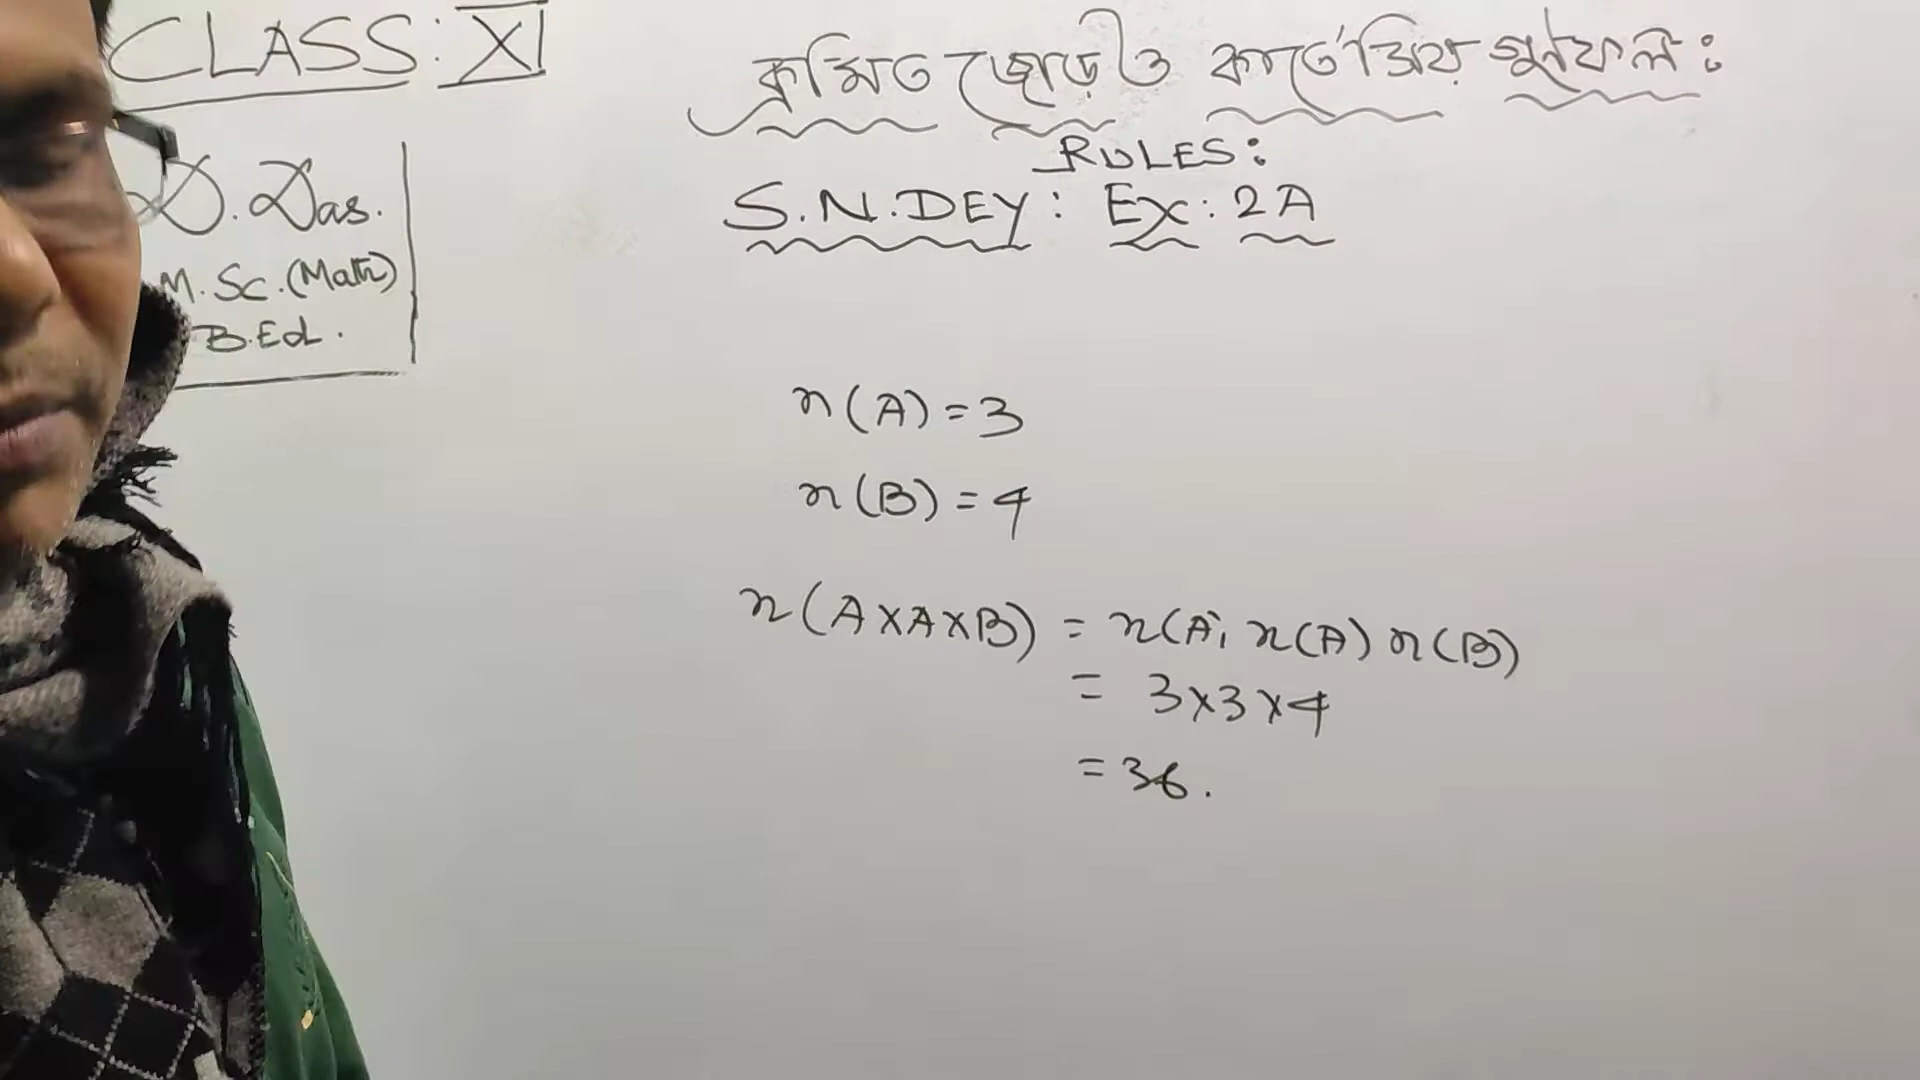 CLASS: XI
D. Das.
M.Sc.(Math)
B.Ed.
ক্রমিত জোড় ও কার্তেজিয় গুণফল:
RULES:
S.N.DEY: Ex: 2A
n(A)=3
n(B)=4
n(A×A×B) = n(A) n(A) n(B)
= 3×3×4
=36.